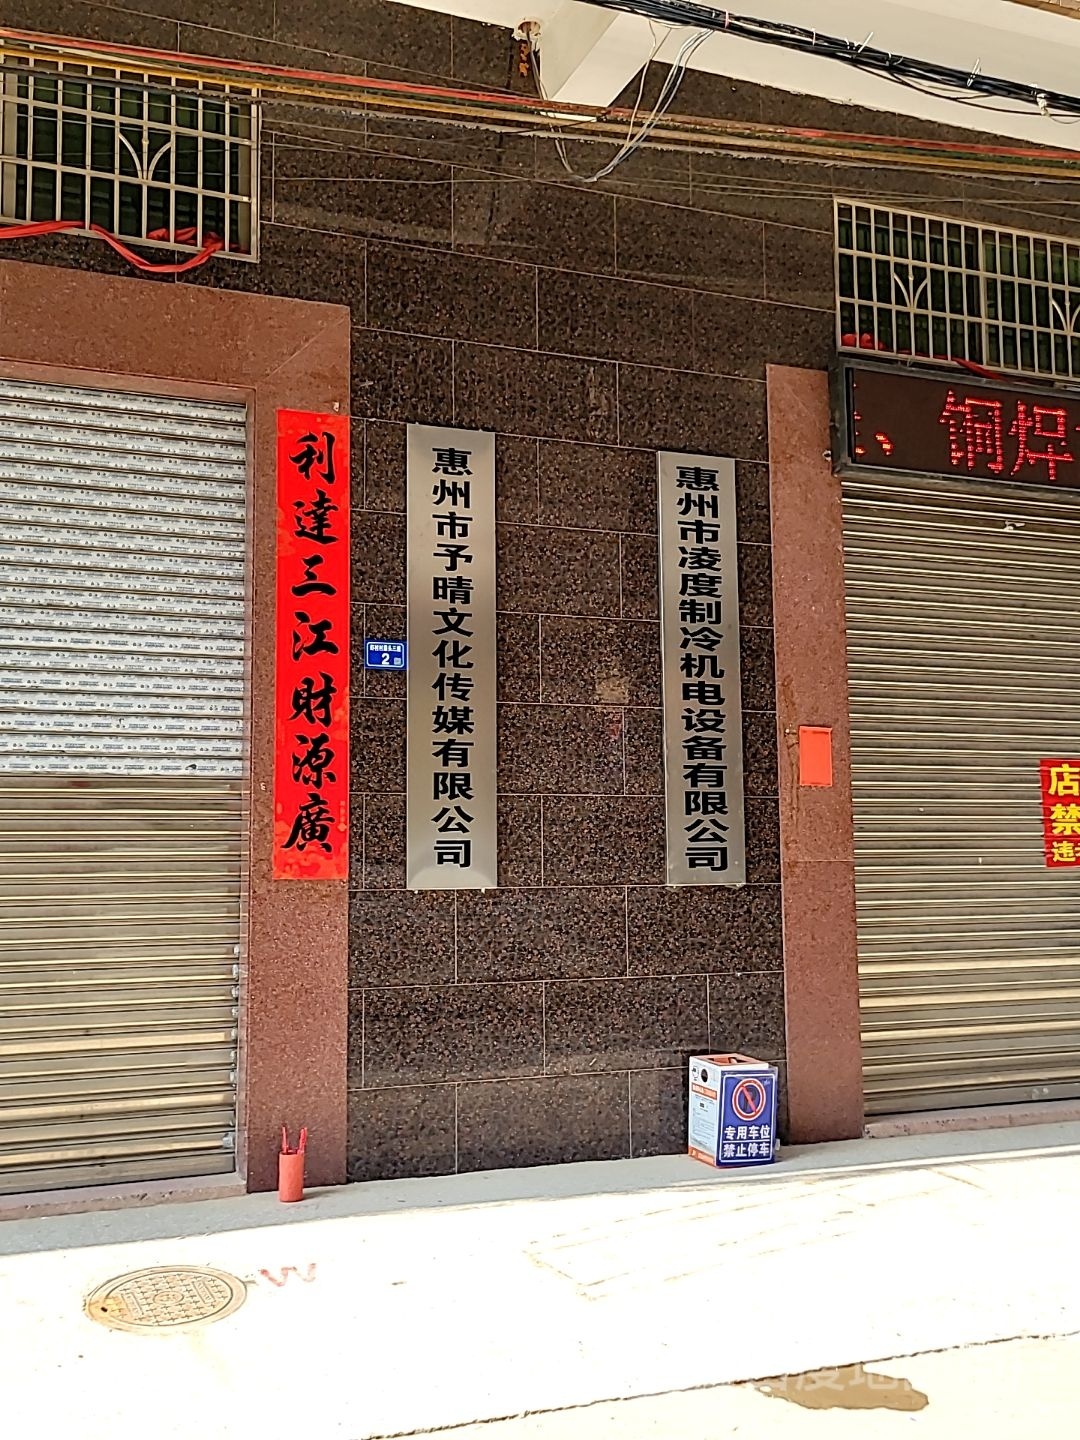 利達三江財源廣
2
惠州市予晴文化传媒有限公司
惠州市凌度制冷机电设备有限公司
铜焊
店
禁
违
专用车位
禁止停车